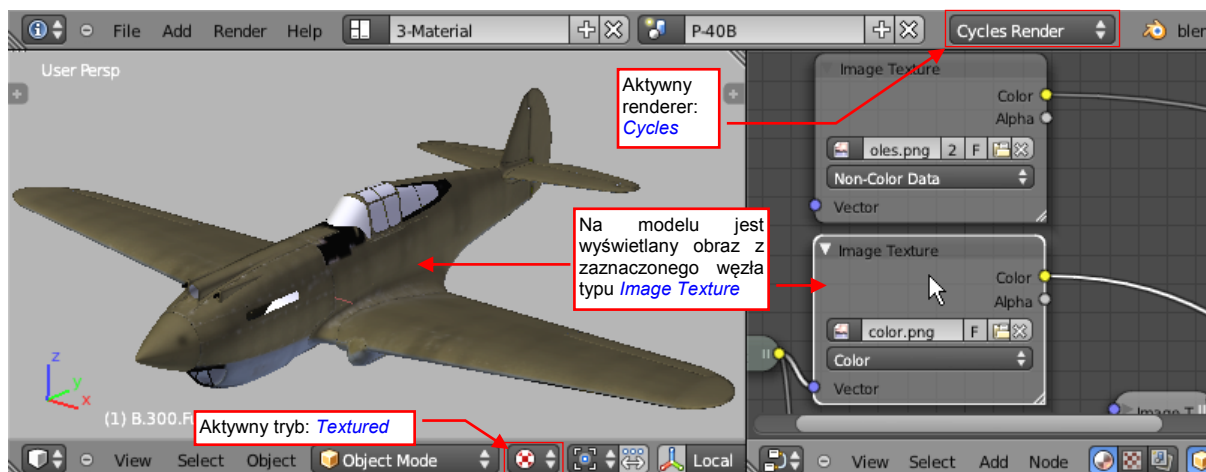 File Add Render Help 3-Material P-40B Cycles Render
User Persp
Aktywny
renderer:
Cycles
Image Texture
Color
Alpha
oles.png 2 F
Non-Color Data
Vector
Na modelu jest
wyświetlany obraz z
zaznaczonego węzła
typu Image Texture
Image Texture
Color
Alpha
color.png F
Color
Vector
z
y
x
(1) B.300.F
Aktywny tryb: Textured
View Select Object Object Mode Local
View Select Add Node